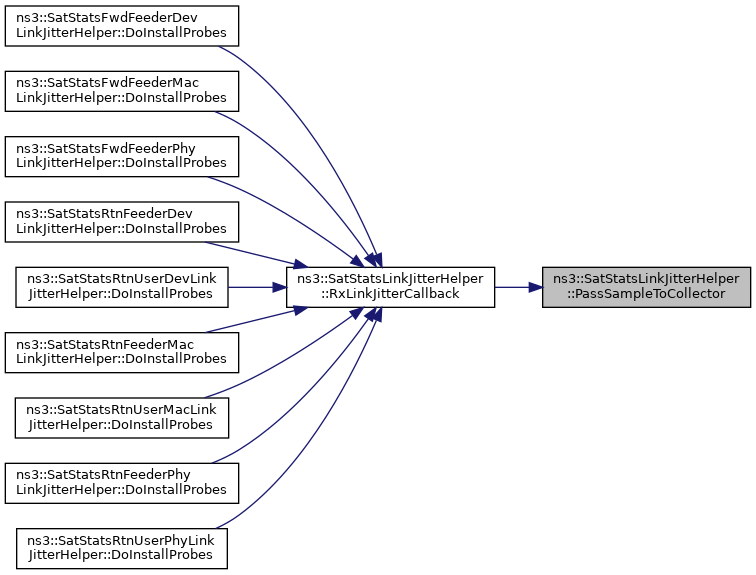 ns3::SatStatsFwdFeederDev
LinkJitterHelper::DoInstallProbes
ns3::SatStatsFwdFeederMac
LinkJitterHelper::DoInstallProbes
ns3::SatStatsFwdFeederPhy
LinkJitterHelper::DoInstallProbes
ns3::SatStatsRtnFeederDev
LinkJitterHelper::DoInstallProbes
ns3::SatStatsRtnUserDevLink
JitterHelper::DoInstallProbes
ns3::SatStatsLinkJitterHelper
::RxLinkJitterCallback
ns3::SatStatsLinkJitterHelper
::PassSampleToCollector
ns3::SatStatsRtnFeederMac
LinkJitterHelper::DoInstallProbes
ns3::SatStatsRtnUserMacLink
JitterHelper::DoInstallProbes
ns3::SatStatsRtnFeederPhy
LinkJitterHelper::DoInstallProbes
ns3::SatStatsRtnUserPhyLink
JitterHelper::DoInstallProbes